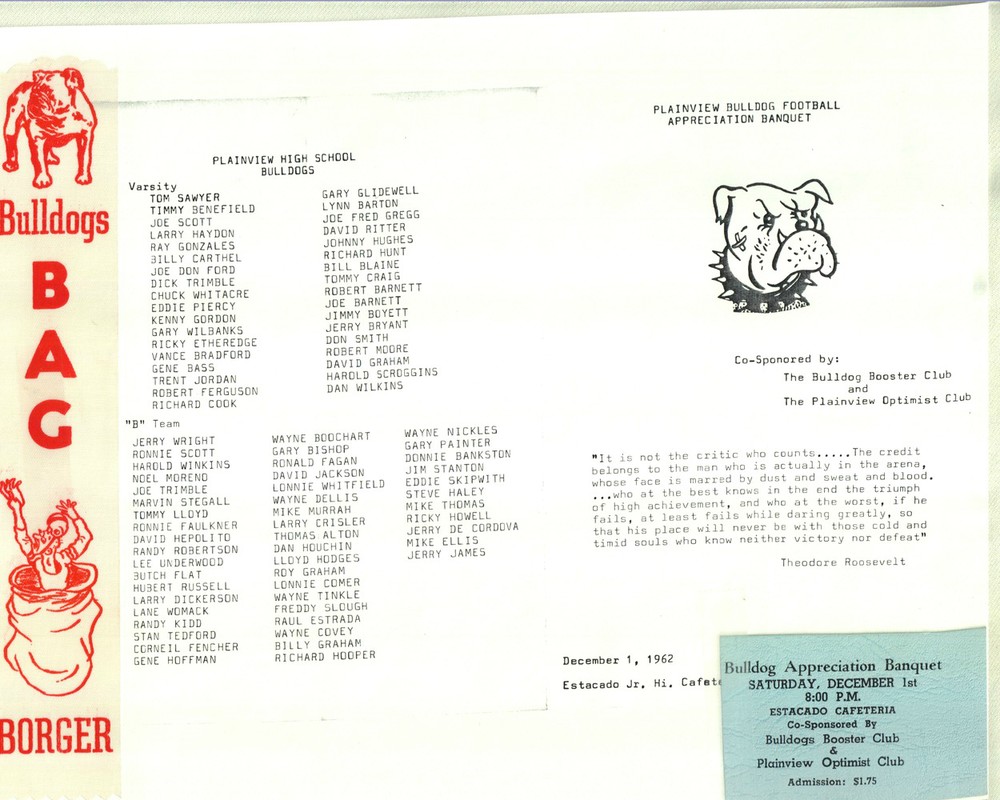 Bulldogs
B
A
G
BORGER
PLAINVIEW HIGH SCHOOL
BULLDOGS
Varsity
TOM SAWYER
TIMMY BENEFIELD
JOE SCOTT
LARRY HAYDON
RAY GONZALES
BILLY CARTHEL
JOE DON FORD
DICK TRIMBLE
CHUCK WHITACRE
EDDIE PIERCY
KENNY GORDON
GARY WILBANKS
RICKY ETHEREDGE
VANCE BRADFORD
GENE BASS
TRENT JORDAN
ROBERT FERGUSON
RICHARD COOK
GARY GLIDEWELL
LYNN BARTON
JOE FRED GREGG
DAVID RITTER
JOHNNY HUGHES
RICHARD HUNT
BILL BLAINE
TOMMY CRAIG
ROBERT BARNETT
JOE BARNETT
JIMMY BOYETT
JERRY BRYANT
DON SMITH
ROBERT MOORE
DAVID GRAHAM
HAROLD SCROGGINS
DAN WILKINS
"B" Team
JERRY WRIGHT
RONNIE SCOTT
HAROLD WINKINS
NOEL MORENO
JOE TRIMBLE
MARVIN STEGALL
TOMMY LLOYD
RONNIE FAULKNER
DAVID HEPOLITO
RANDY ROBERTSON
LEE UNDERWOOD
BUTCH FLAT
HUBERT RUSSELL
LARRY DICKERSON
LANE WOMACK
RANDY KIDD
STAN TEDFORD
CORNEIL FENCHER
GENE HOFFMAN
WAYNE BOOCHART
GARY BISHOP
RONALD FAGAN
DAVID JACKSON
LONNIE WHITFIELD
WAYNE DELLIS
MIKE MURRAH
LARRY CRISLER
THOMAS ALTON
DAN HOUCHIN
LLOYD HODGES
ROY GRAHAM
LONNIE COMER
WAYNE TINKLE
FREDDY SLOUGH
RAUL ESTRADA
WAYNE COVEY
BILLY GRAHAM
RICHARD HOOPER
WAYNE NICKLES
GARY PAINTER
DONNIE BANKSTON
JIM STANTON
EDDIE SKIPWITH
STEVE HALEY
MIKE THOMAS
RICKY HOWELL
JERRY DE CORDOVA
MIKE ELLIS
JERRY JAMES
PLAINVIEW BULLDOG FOOTBALL
APPRECIATION BANQUET
Co-Sponored by:
The Bulldog Booster Club
and
The Plainview Optimist Club
"It is not the critic who counts.....The credit
belongs to the man who is actually in the arena,
whose face is marred by dust and sweat and blood.
...who at the best knows in the end the triumph
of high achievement, and who at the worst, if he
fails, at least fails while daring greatly, so
that his place will never be with those cold and
timid souls who know neither victory nor defeat"
Theodore Roosevelt
December 1, 1962
Estacado Jr. Hi. Cafet
Bulldog Appreciation Banquet
SATURDAY, DECEMBER 1st
8:00 P.M.
ESTACADO CAFETERIA
Co-Sponsored By
Bulldogs Booster Club
&
Plainview Optimist Club
Admission: $1.75